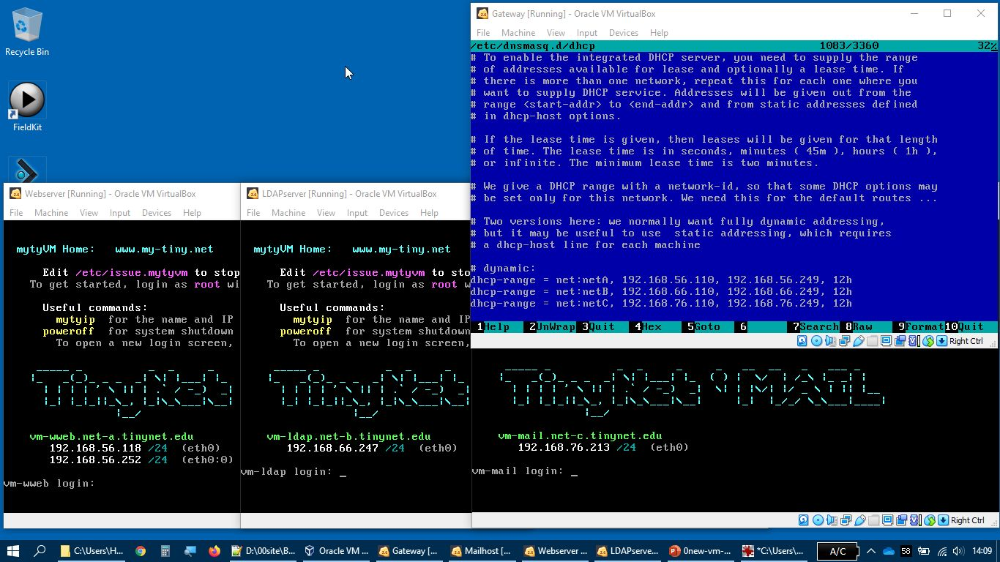 Recycle Bin
FieldKit
Gateway [Running] - Oracle VM VirtualBox
File Machine View Input Devices Help
/etc/dnsmasq.d/dhcp 1083/3360 32%
# To enable the integrated DHCP server, you need to supply the range
# of addresses available for lease and optionally a lease time. If
# there is more than one network, repeat this for each one where you
# want to supply DHCP service. Addresses will be given out from the
# range <start-addr> to <end-addr> and from static addresses defined
# in dhcp-host options.
# If the lease time is given, then leases will be given for that length
# of time. The lease time is in seconds, minutes ( 45m ), hours ( 1h ),
# or infinite. The minimum lease time is two minutes.
# We give a DHCP range with a network-id, so that some DHCP options may
# be set only for this network. We need this for the default routes ...
# Two versions here: we normally want fully dynamic addressing,
# but it may be useful to use  static addressing, which requires
# a dhcp-host line for each machine
# dynamic:
dhcp-range = net:netA, 192.168.56.110, 192.168.56.249, 12h
dhcp-range = net:netB, 192.168.66.110, 192.168.66.249, 12h
dhcp-range = net:netC, 192.168.76.110, 192.168.76.249, 12h
1Help 2UnWrap 3Quit 4Hex 5Goto 6 7Search 8Raw 9Format 10Quit
Right Ctrl
Webserver [Running] - Oracle VM VirtualBox
File Machine View Input Devices Help
mytyVM Home: www.my-tiny.net
Edit /etc/issue.mytyvm to stop
To get started, login as root wi
Useful commands:
mytyip for the name and IP
poweroff for system shutdown
To open a new login screen,
TinyNet
vm-wweb.net-a.tinynet.edu
192.168.56.118 /24 (eth0)
192.168.56.252 /24 (eth0:0)
vm-wweb login:
LDAPserver [Running] - Oracle VM VirtualBox
File Machine View Input Devices Help
mytyVM Home: www.my-tiny.net
Edit /etc/issue.mytyvm to sto
To get started, login as root w
Useful commands:
mytyip for the name and IP
poweroff for system shutdown
To open a new login screen,
TinyNet
vm-ldap.net-b.tinynet.edu
192.168.66.247 /24 (eth0)
vm-ldap login: _
TinyNet 'MAIL
vm-mail.net-c.tinynet.edu
192.168.76.213 /24 (eth0)
vm-mail login: _
Right Ctrl
C:\Users\H... D:\00site\B... Oracle VM ... Gateway [... Mailhost [... Webserver ... LDAPserve... 0new-vm-... *C:\Users\... A/C 58 14:09